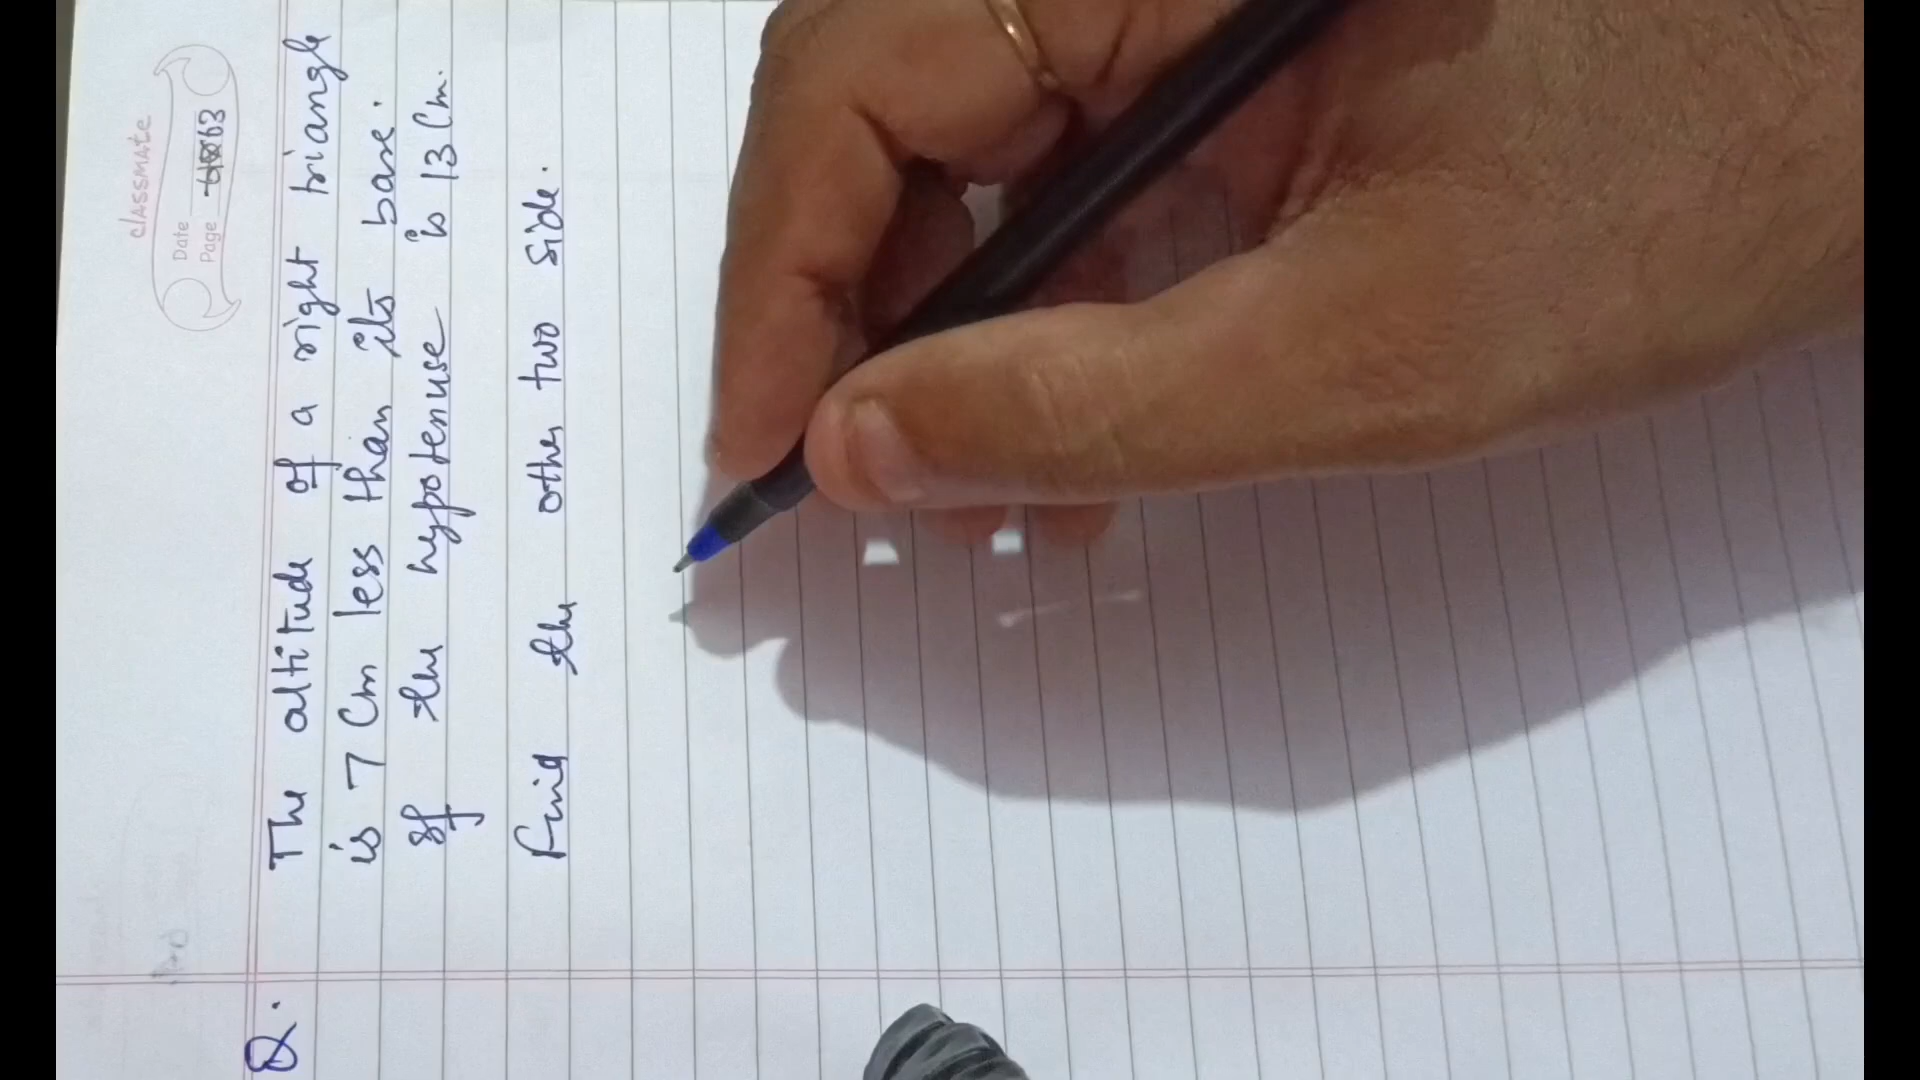 classmate
Date
Page 63
Q. The altitude of a right triangle
is 7 Cm less than its base.
If the hypotenuse is 13 Cm.
Find the other two side.